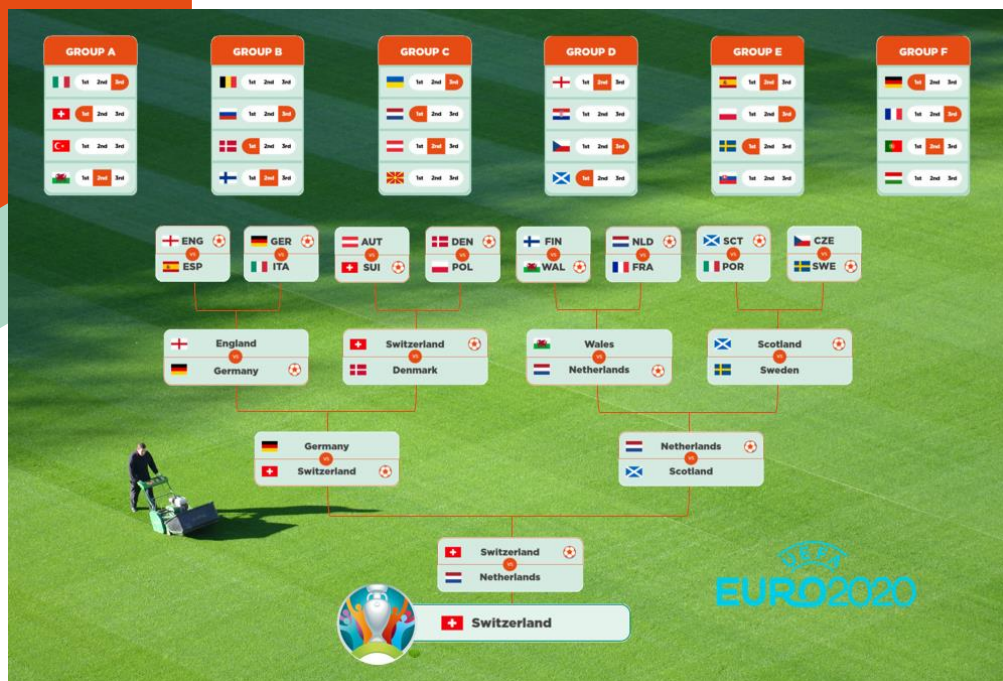 GROUP A
1st 2nd 3rd
1st 2nd 3rd
1st 2nd 3rd
1st 2nd 3rd
GROUP B
1st 2nd 3rd
1st 2nd 3rd
1st 2nd 3rd
1st 2nd 3rd
GROUP C
1st 2nd 3rd
1st 2nd 3rd
1st 2nd 3rd
1st 2nd 3rd
GROUP D
1st 2nd 3rd
1st 2nd 3rd
1st 2nd 3rd
1st 2nd 3rd
GROUP E
1st 2nd 3rd
1st 2nd 3rd
1st 2nd 3rd
1st 2nd 3rd
GROUP F
1st 2nd 3rd
1st 2nd 3rd
1st 2nd 3rd
1st 2nd 3rd
ENG
VS
ESP
GER
VS
ITA
AUT
VS
SUI
DEN
VS
POL
FIN
VS
WAL
NLD
VS
FRA
SCT
VS
POR
CZE
VS
SWE
England
VS
Germany
Switzerland
VS
Denmark
Wales
VS
Netherlands
Scotland
VS
Sweden
Germany
VS
Switzerland
Netherlands
VS
Scotland
Switzerland
VS
Netherlands
Switzerland
UEFA
EURO2020